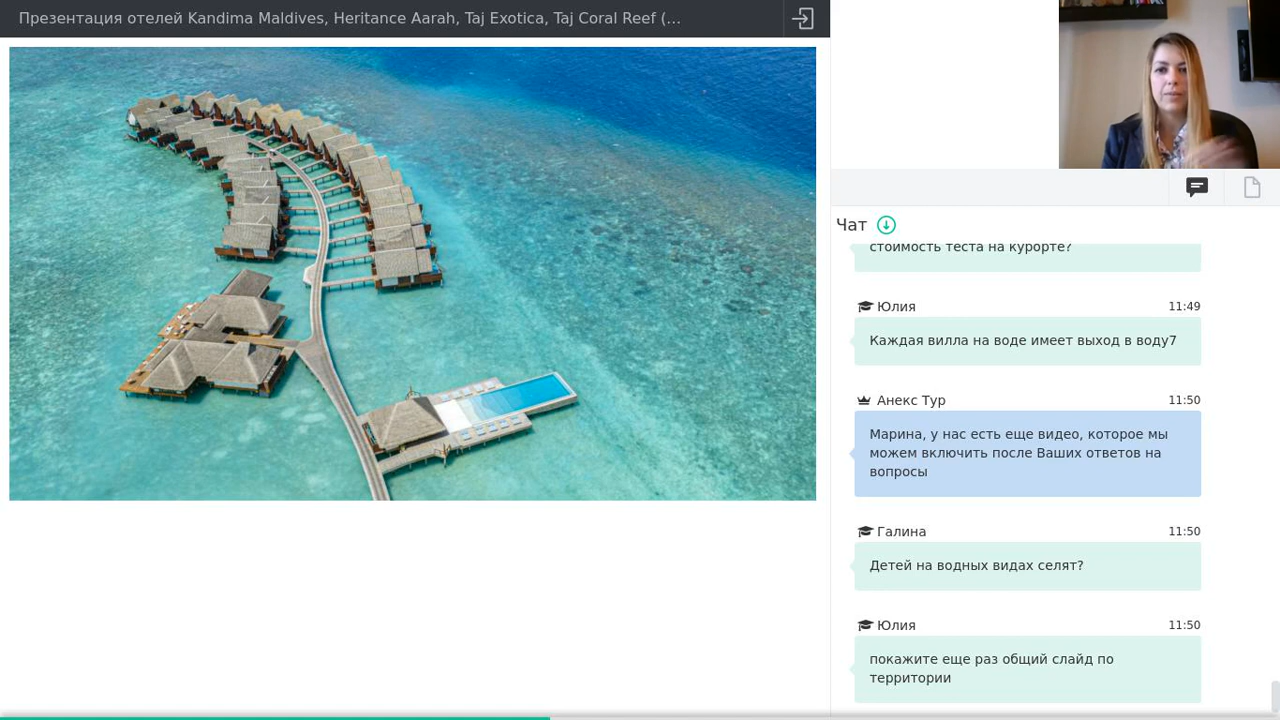 Презентация отелей Kandima Maldives, Heritance Aarah, Taj Exotica, Taj Coral Reef (...
Чат
стоимость теста на курорте?
Юлия 11:49
Каждая вилла на воде имеет выход в воду7
Анекс Тур 11:50
Марина, у нас есть еще видео, которое мы
можем включить после Ваших ответов на
вопросы
Галина 11:50
Детей на водных видах селят?
Юлия 11:50
покажите еще раз общий слайд по
территории